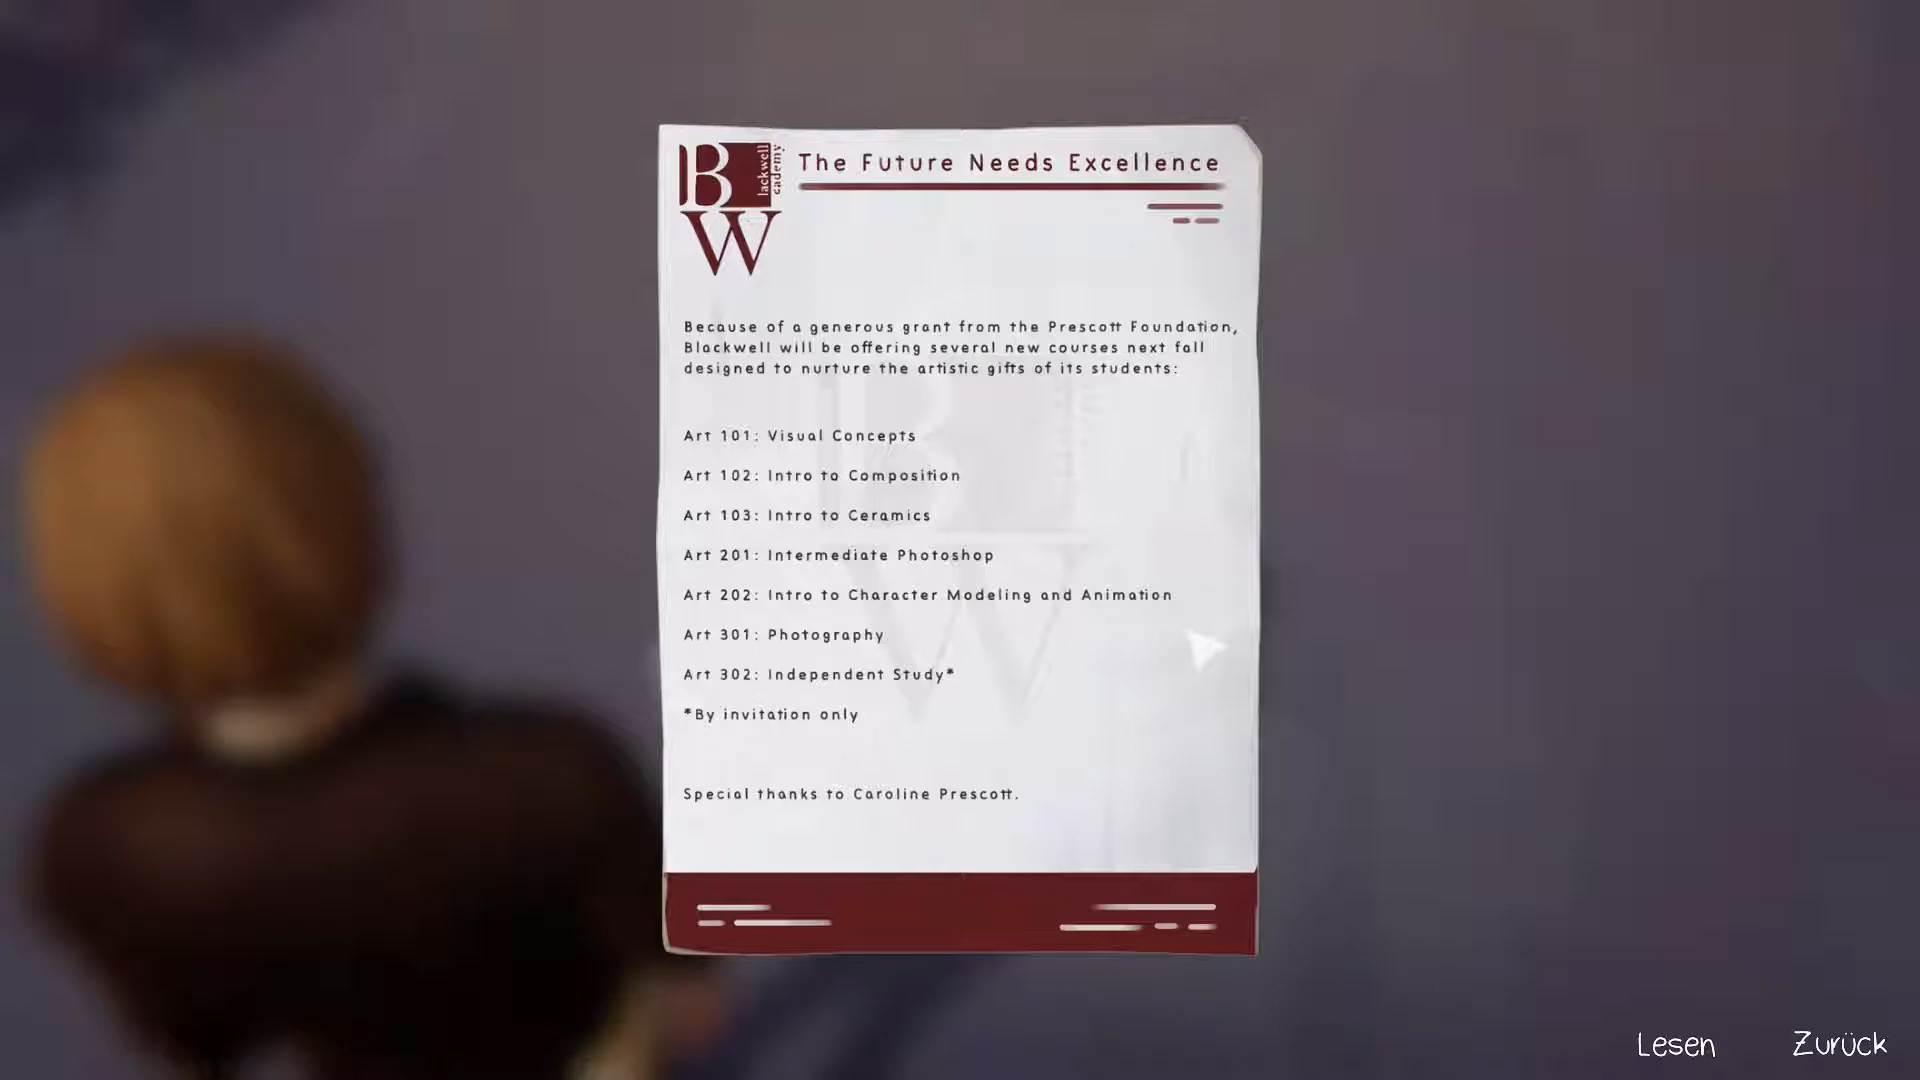 B
lackwell
cademy
W
The Future Needs Excellence
Because of a generous grant from the Prescott Foundation,
Blackwell will be offering several new courses next fall
designed to nurture the artistic gifts of its students:
Art 101: Visual Concepts
Art 102: Intro to Composition
Art 103: Intro to Ceramics
Art 201: Intermediate Photoshop
Art 202: Intro to Character Modeling and Animation
Art 301: Photography
Art 302: Independent Study*
*By invitation only
Special thanks to Caroline Prescott.
Lesen Zurück